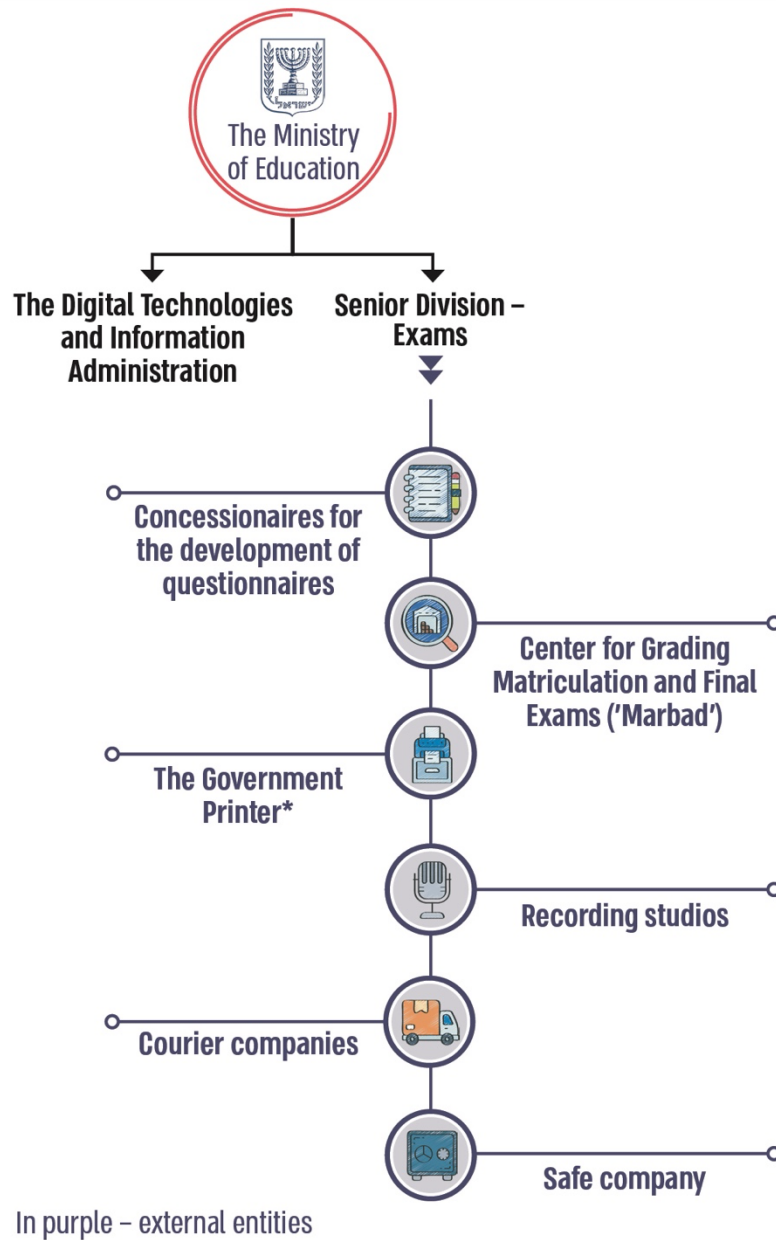 ישראל
The Ministry
of Education
The Digital Technologies
and Information
Administration
Senior Division –
Exams
Concessionaires for
the development of
questionnaires
Center for Grading
Matriculation and Final
Exams ('Marbad')
The Government
Printer*
Recording studios
Courier companies
Safe company
In purple – external entities